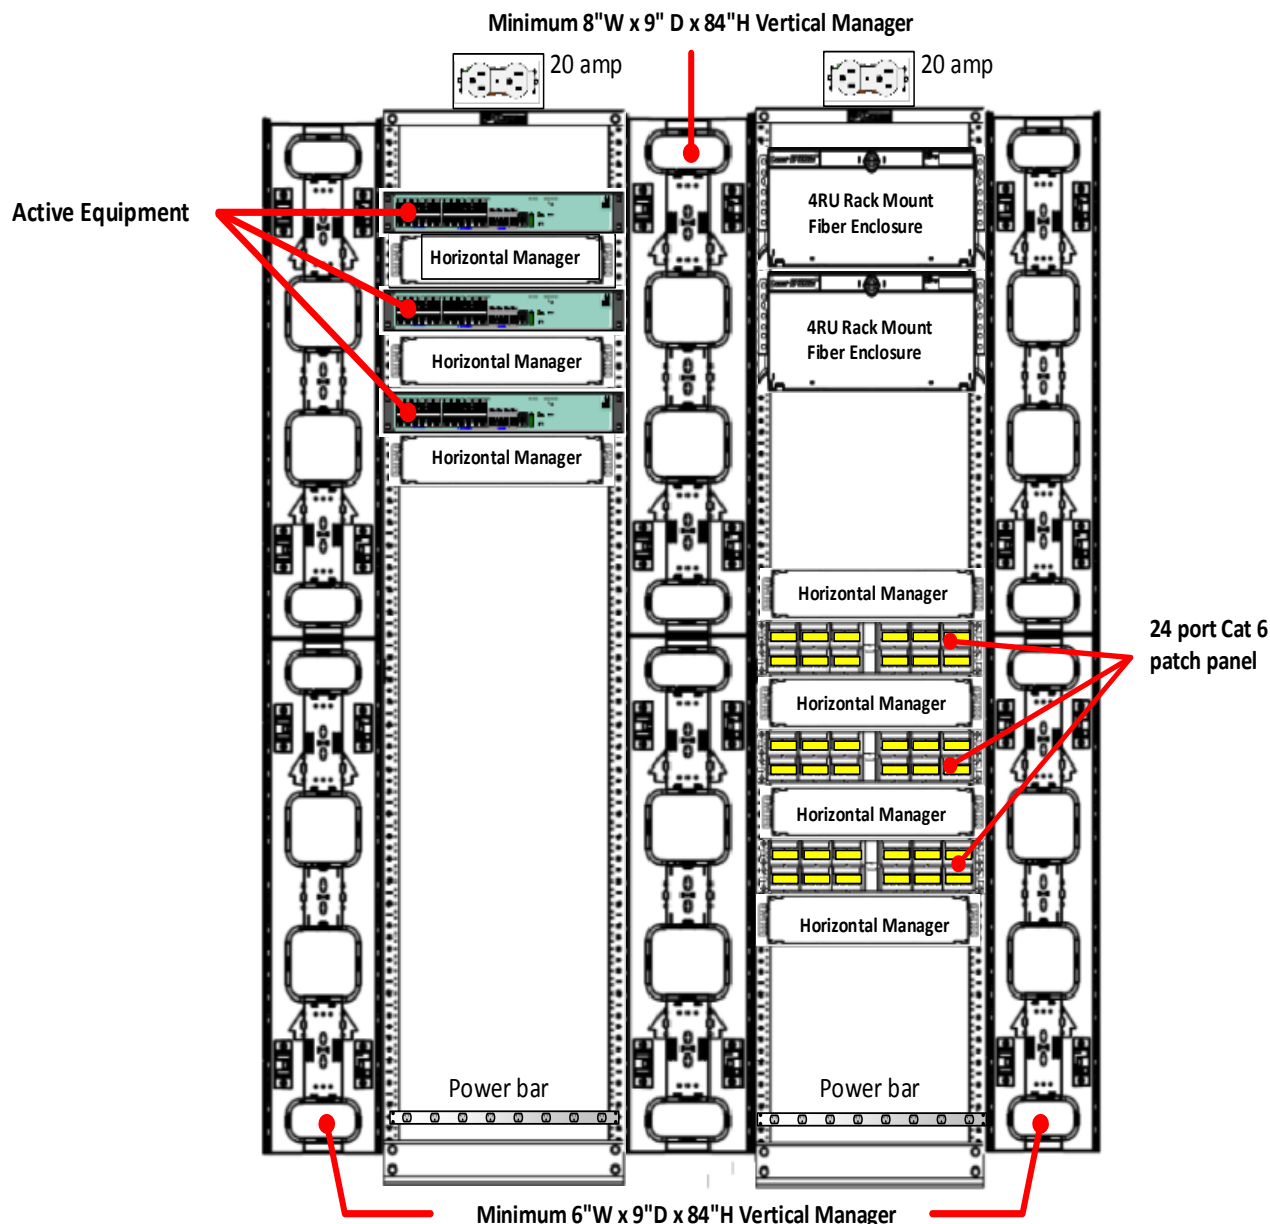 Minimum 8"W x 9" D x 84"H Vertical Manager
20 amp
20 amp
Active Equipment
4RU Rack Mount
Fiber Enclosure
Horizontal Manager
4RU Rack Mount
Fiber Enclosure
Horizontal Manager
Horizontal Manager
Horizontal Manager
24 port Cat 6
patch panel
Horizontal Manager
Horizontal Manager
Horizontal Manager
Power bar
Power bar
Minimum 6"W x 9"D x 84"H Vertical Manager